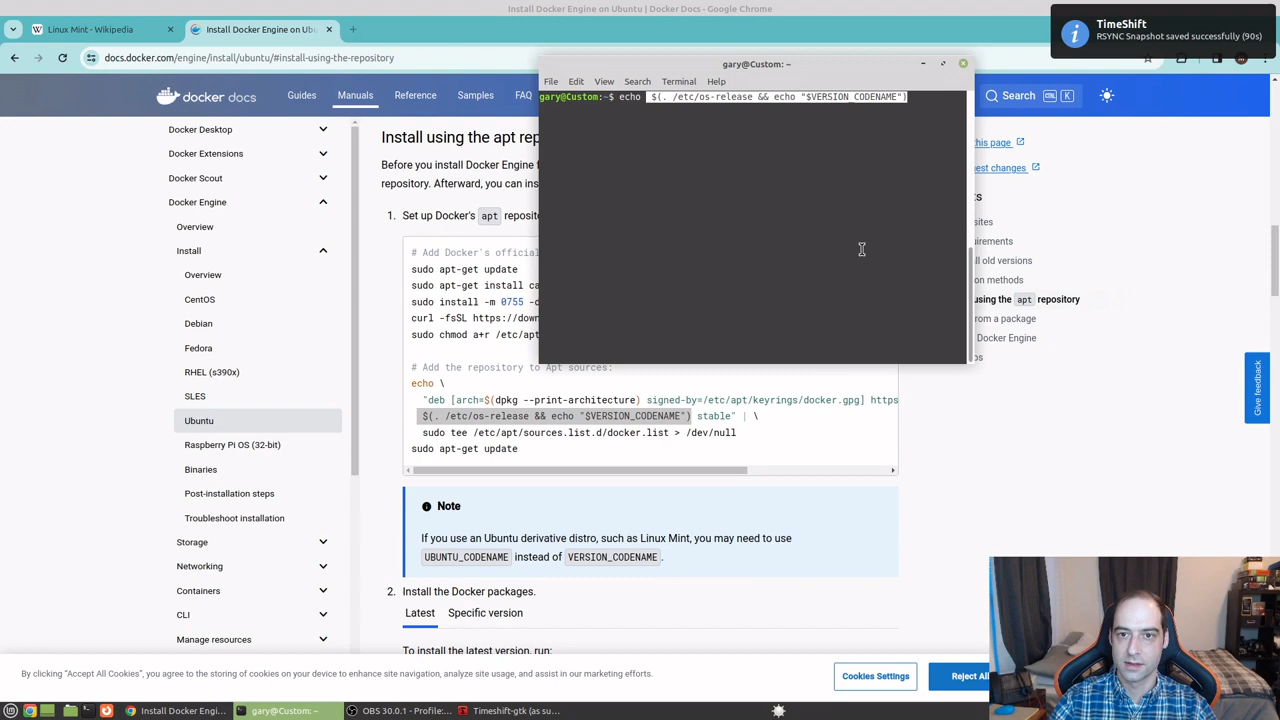 Install Docker Engine on Ubuntu | Docker Docs - Google Chrome
Linux Mint - Wikipedia
Install Docker Engine on Ubu
docs.docker.com/engine/install/ubuntu/#install-using-the-repository
TimeShift
RSYNC Snapshot saved successfully (90s)
docker docs
Guides
Manuals
Reference
Samples
FAQ
Search
K
gary@Custom: ~
File Edit View Search Terminal Help
gary@Custom:~$ echo $(. /etc/os-release && echo "$VERSION_CODENAME")
Docker Desktop
Docker Extensions
Docker Scout
Docker Engine
Overview
Install
Overview
CentOS
Debian
Fedora
RHEL (s390x)
SLES
Ubuntu
Raspberry Pi OS (32-bit)
Binaries
Post-installation steps
Troubleshoot installation
Storage
Networking
Containers
CLI
Manage resources
Install using the apt rep
Before you install Docker Engine f
repository. Afterward, you can ins
1. Set up Docker's apt reposito
# Add Docker's official
sudo apt-get update
sudo apt-get install ca
sudo install -m 0755 -d
curl -fsSL https://down
sudo chmod a+r /etc/apt
# Add the repository to Apt sources:
echo \
"deb [arch=$(dpkg --print-architecture) signed-by=/etc/apt/keyrings/docker.gpg] https
$(. /etc/os-release && echo "$VERSION_CODENAME") stable" | \
sudo tee /etc/apt/sources.list.d/docker.list > /dev/null
sudo apt-get update
Note
If you use an Ubuntu derivative distro, such as Linux Mint, you may need to use
UBUNTU_CODENAME instead of VERSION_CODENAME.
2. Install the Docker packages.
Latest
Specific version
To install the latest version, run:
this page
est changes
S
sites
uirements
ll old versions
on methods
using the apt repository
from a package
Docker Engine
ps
Give feedback
By clicking "Accept All Cookies", you agree to the storing of cookies on your device to enhance site navigation, analyze site usage, and assist in our marketing efforts.
Cookies Settings
Reject All
Install Docker Engi...
gary@Custom: ~
OBS 30.0.1 - Profile:...
Timeshift-gtk (as su...